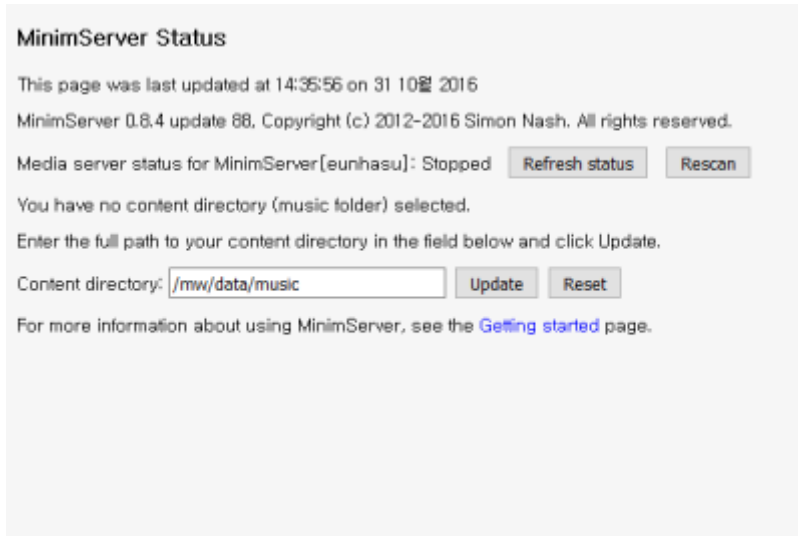 MinimServer Status
This page was last updated at 14:35:56 on 31 10월 2016
MinimServer 0.8.4 update 88, Copyright (c) 2012-2016 Simon Nash. All rights reserved.
Media server status for MinimServer[eunhasu]: Stopped Refresh status Rescan
You have no content directory (music folder) selected.
Enter the full path to your content directory in the field below and click Update.
Content directory: /mw/data/music Update Reset
For more information about using MinimServer, see the Getting started page.